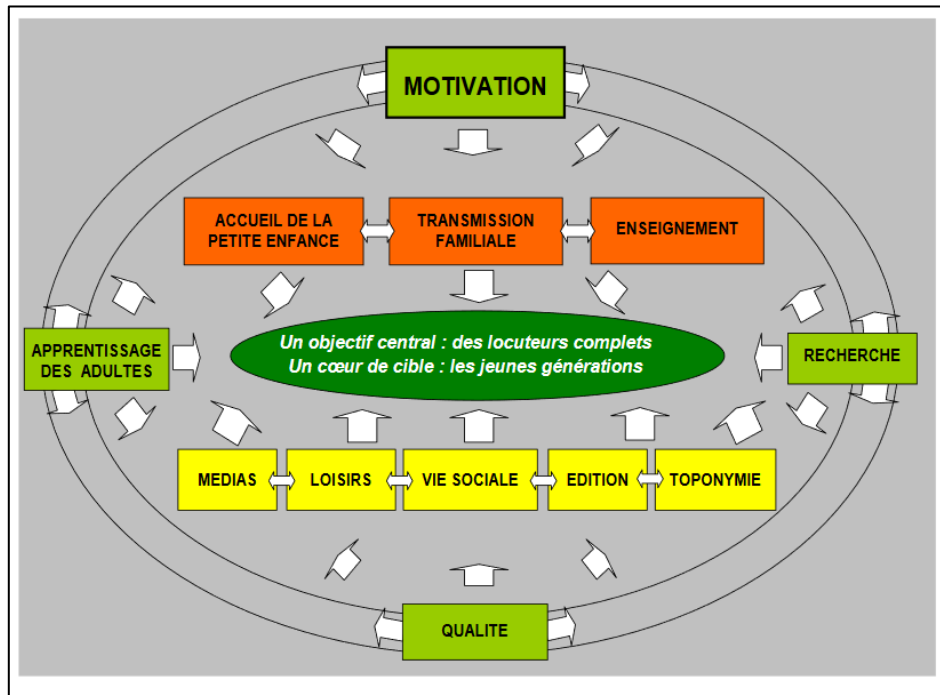 MOTIVATION
ACCUEIL DE LA
PETITE ENFANCE
TRANSMISSION
FAMILIALE
ENSEIGNEMENT
Un objectif central : des locuteurs complets
Un cœur de cible : les jeunes générations
APPRENTISSAGE
DES ADULTES
RECHERCHE
MEDIAS
LOISIRS
VIE SOCIALE
EDITION
TOPONYMIE
QUALITE